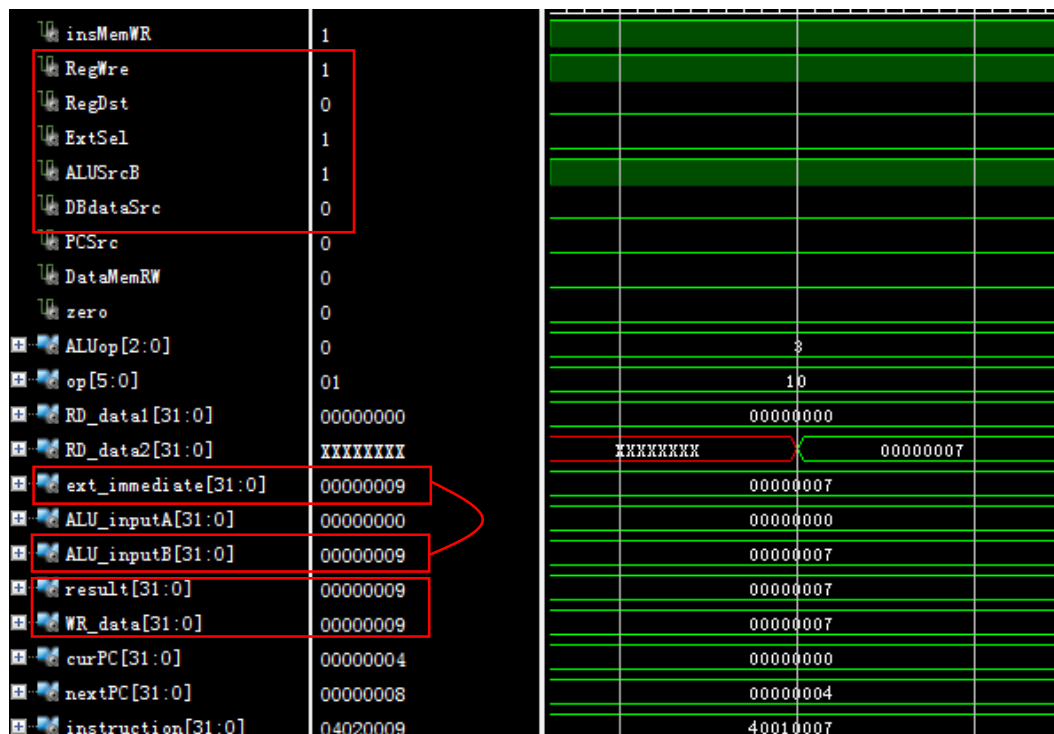 insMemWR 1
RegWre 1
RegDst 0
ExtSel 1
ALUSrcB 1
DBdataSrc 0
PCSrc 0
DataMemRW 0
zero 0
ALUop[2:0] 0 3
op[5:0] 01 10
RD_data1[31:0] 00000000 00000000
RD_data2[31:0] XXXXXXXX XXXXXXXX 00000007
ext_immediate[31:0] 00000009 00000007
ALU_inputA[31:0] 00000000 00000000
ALU_inputB[31:0] 00000009 00000007
result[31:0] 00000009 00000007
WR_data[31:0] 00000009 00000007
curPC[31:0] 00000004 00000000
nextPC[31:0] 00000008 00000004
instruction[31:0] 04020009 40010007